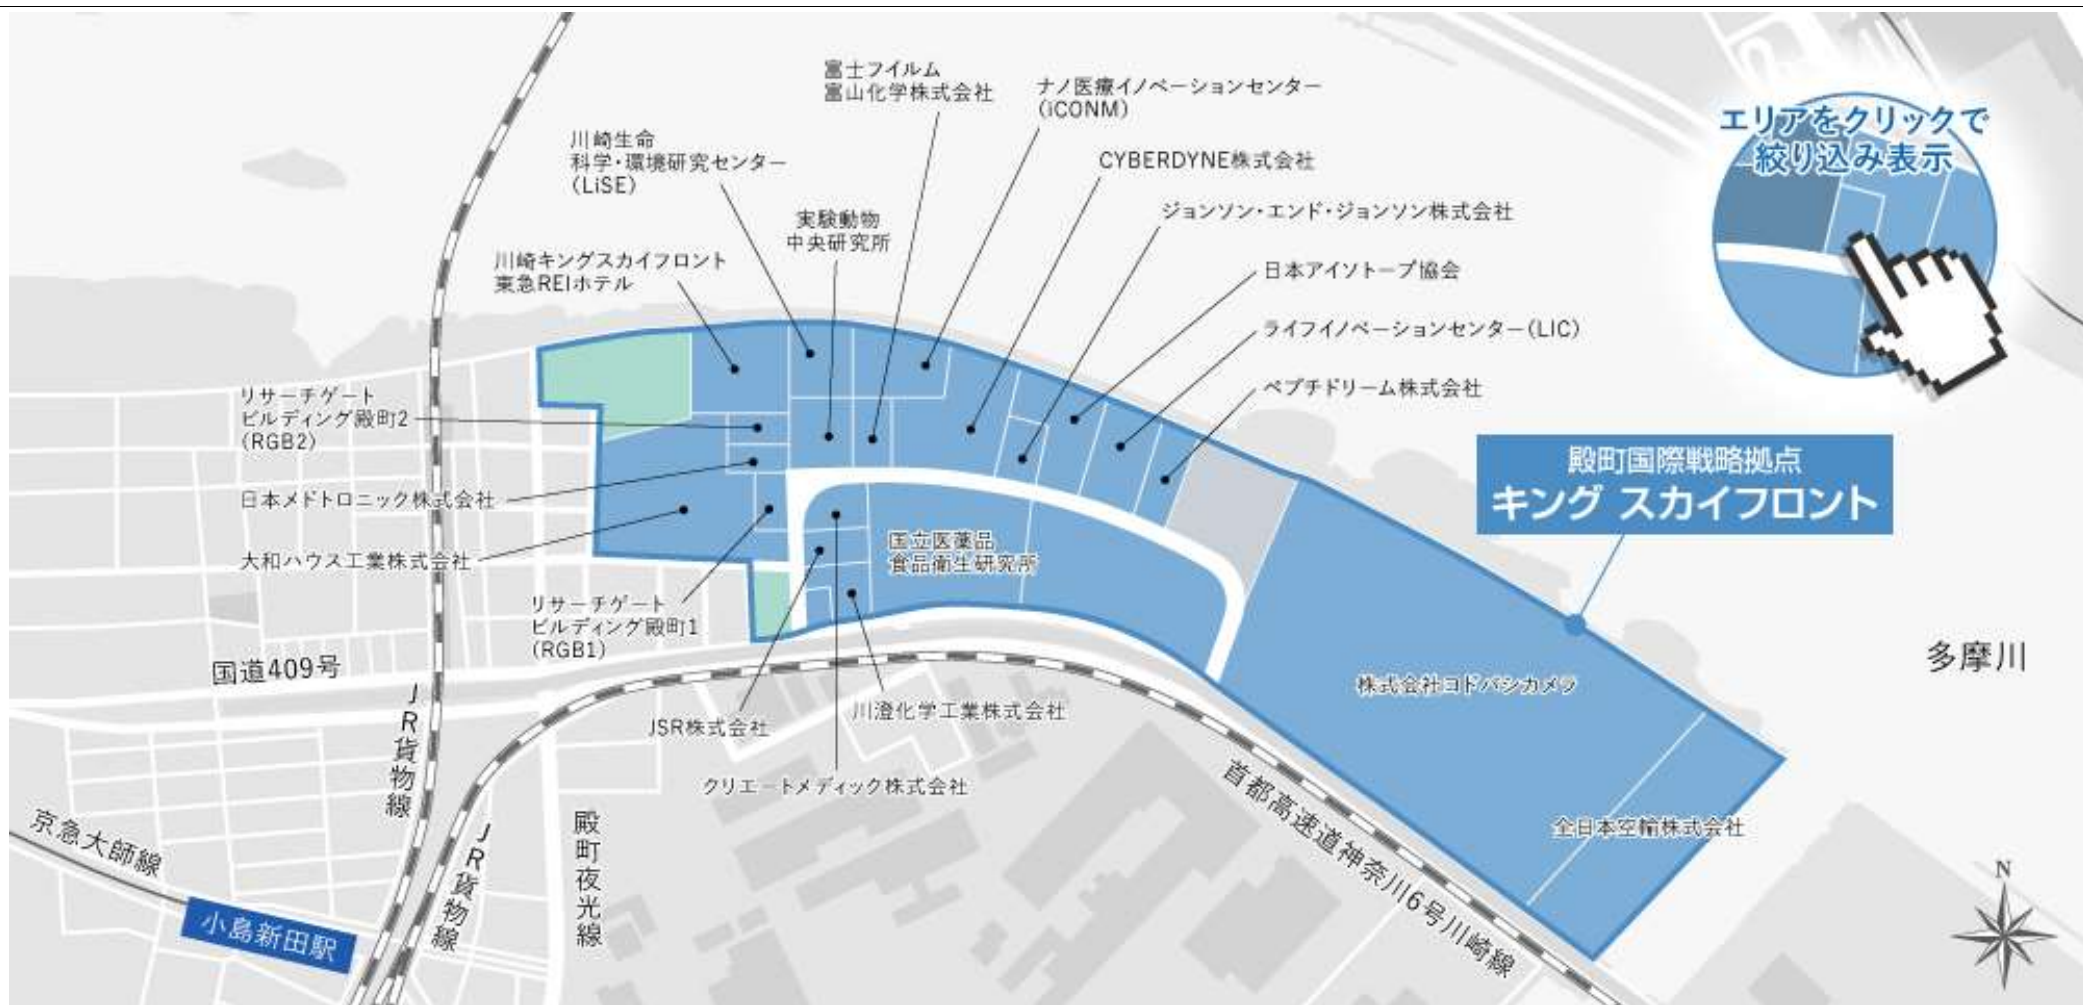 富士フイルム
富山化学株式会社
ナノ医療イノベーションセンター
(iCONM)
エリアをクリックで
絞り込み表示
川崎生命
科学・環境研究センター
(LiSE)
CYBERDYNE株式会社
実験動物
中央研究所
ジョンソン・エンド・ジョンソン株式会社
川崎キングスカイフロント
東急REIホテル
日本アイソトープ協会
ライフイノベーションセンター(LIC)
ペプチドリーム株式会社
リサーチゲート
ビルディング殿町2
(RGB2)
殿町国際戦略拠点
キング スカイフロント
日本メドトロニック株式会社
大和ハウス工業株式会社
国立医薬品
食品衛生研究所
リサーチゲート
ビルディング殿町1
(RGB1)
国道409号
多摩川
株式会社ヨドバシカメラ
JSR株式会社
川澄化学工業株式会社
クリエートメディック株式会社
JR貨物線
首都高速道神奈川6号川崎線
全日本空輸株式会社
京急大師線
JR貨物線
殿町夜光線
小島新田駅
N